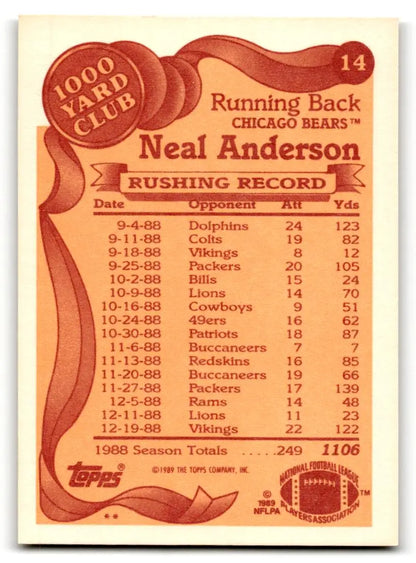 14
1000
YARD
CLUB
Running Back
CHICAGO BEARS™
Neal Anderson
RUSHING RECORD
Date Opponent Att Yds
9-4-88 Dolphins 24 123
9-11-88 Colts 19 82
9-18-88 Vikings 8 12
9-25-88 Packers 20 105
10-2-88 Bills 15 24
10-9-88 Lions 14 70
10-16-88 Cowboys 9 51
10-24-88 49ers 16 62
10-30-88 Patriots 18 87
11-6-88 Buccaneers 7 7
11-13-88 Redskins 16 85
11-20-88 Buccaneers 19 66
11-27-88 Packers 17 139
12-5-88 Rams 14 48
12-11-88 Lions 11 23
12-19-88 Vikings 22 122
1988 Season Totals .....249 1106
topps®
©1989 THE TOPPS COMPANY, INC.
**
©
1989
NFLPA
NATIONAL FOOTBALL LEAGUE
PLAYERS ASSOCIATION
™